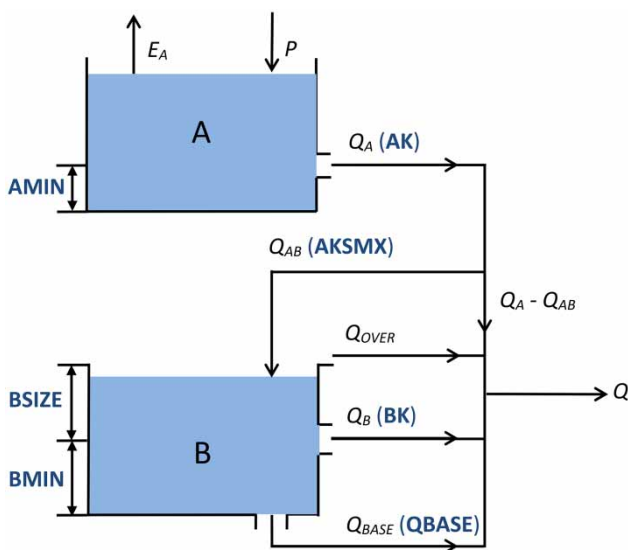 E_A
P
A
Q_A (AK)
AMIN
Q_AB (AKSMX)
Q_A - Q_AB
Q_OVER
BSIZE
Q
Q_B (BK)
B
BMIN
Q_BASE (QBASE)